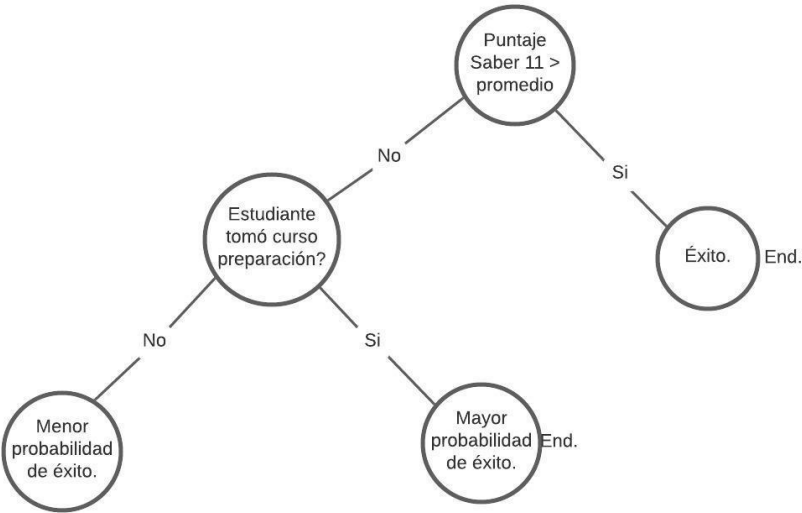 Puntaje
Saber 11 >
promedio
No
Si
Estudiante
tomó curso
preparación?
Éxito.
End.
No
Si
Menor
probabilidad
de éxito.
Mayor
probabilidad
de éxito.
End.